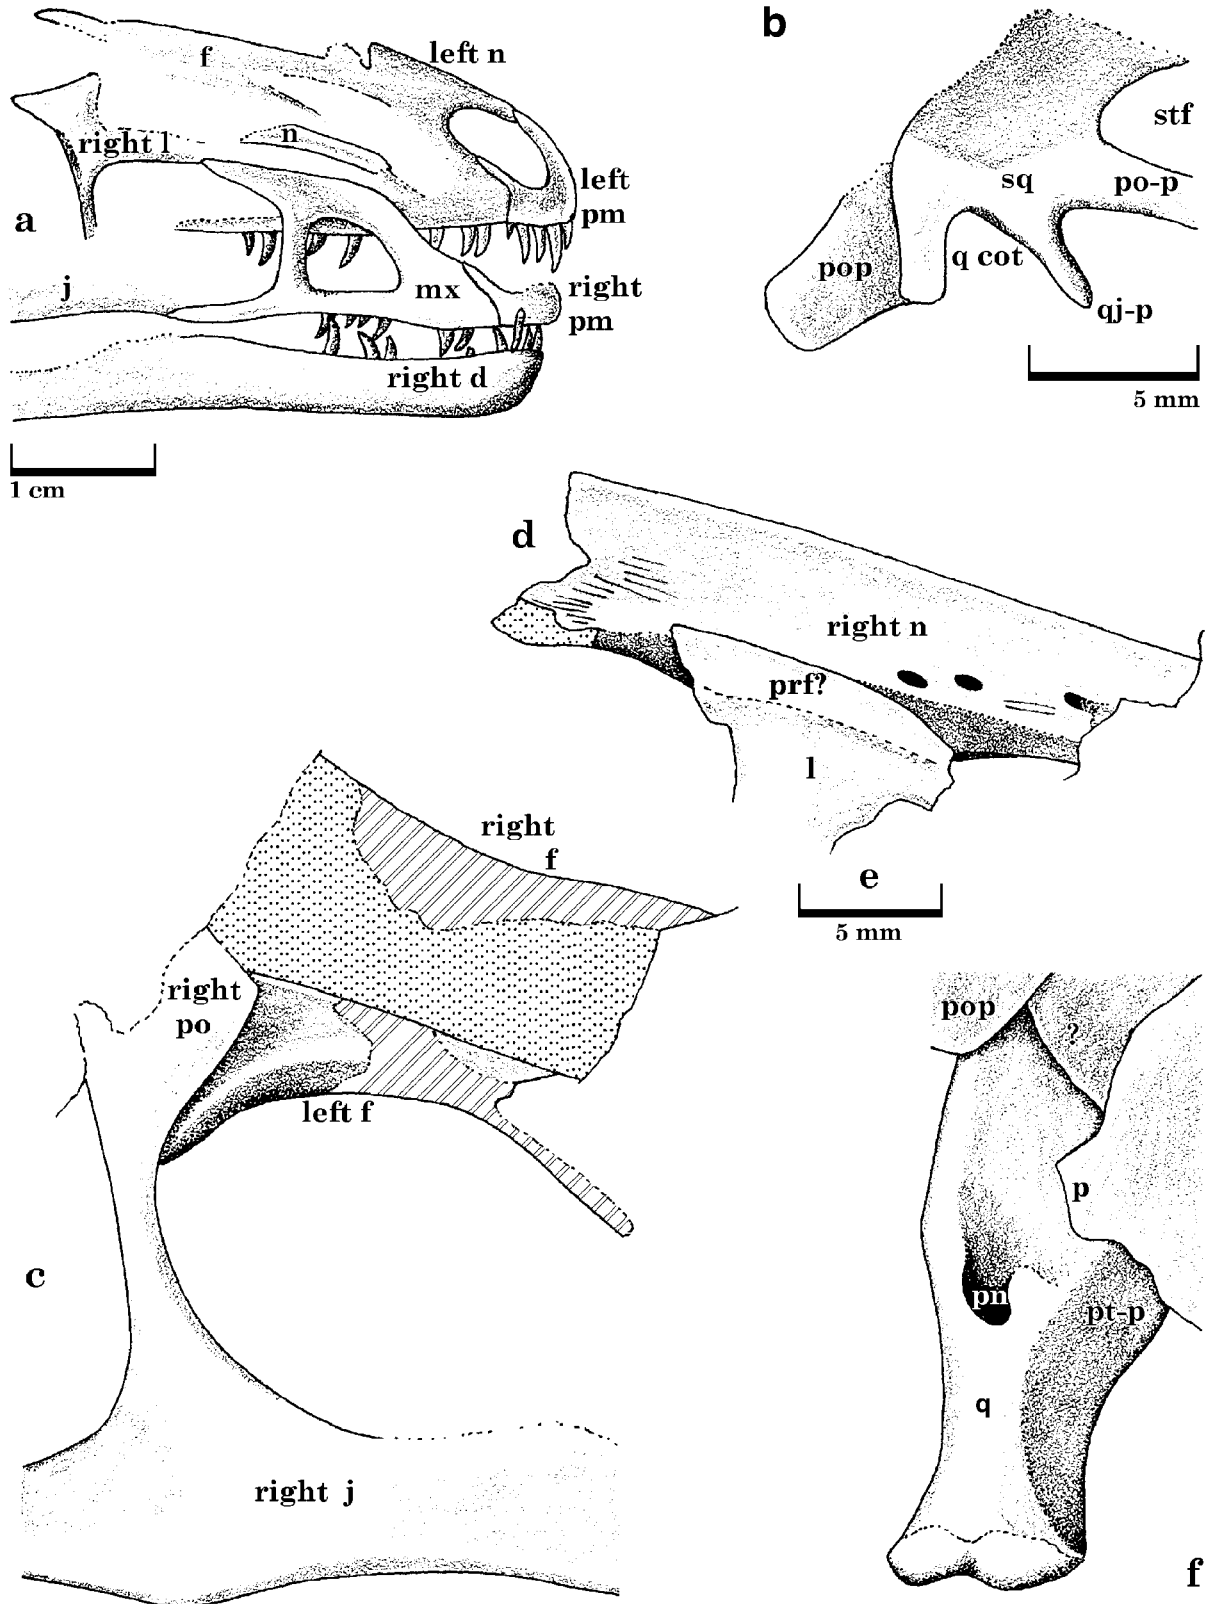 a
f
left n
right l
n
left
pm
j
mx
right
pm
right d
1 cm
b
stf
sq
po-p
pop
q cot
qj-p
5 mm
d
right n
prf?
l
e
5 mm
right
f
right
po
left f
c
right j
pop
?
p
pn
pt-p
q
f